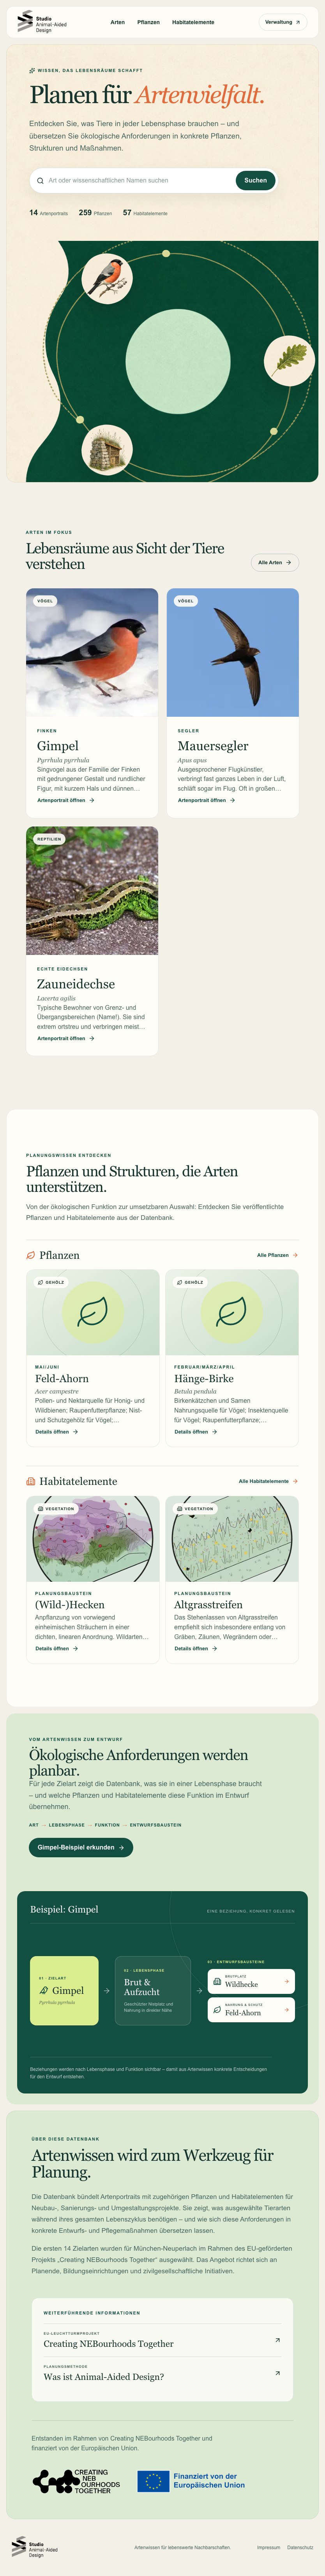 Studio
Animal-Aided
Design
Arten
Pflanzen
Habitatelemente
Verwaltung
WISSEN, DAS LEBENSRÄUME SCHAFFT
Planen für Artenvielfalt.
Entdecken Sie, was Tiere in jeder Lebensphase brauchen – und
übersetzen Sie ökologische Anforderungen in konkrete Pflanzen,
Strukturen und Maßnahmen.
Art oder wissenschaftlichen Namen suchen
Suchen
14 Artenportraits
259 Pflanzen
57 Habitatelemente
ARTEN IM FOKUS
Lebensräume aus Sicht der Tiere
verstehen
Alle Arten
VÖGEL
FINKEN
Gimpel
Pyrrhula pyrrhula
Singvogel aus der Familie der Finken
mit gedrungener Gestalt und rundlicher
Figur, mit kurzem Hals und dünnen…
Artenportrait öffnen
VÖGEL
SEGLER
Mauersegler
Apus apus
Ausgesprochener Flugkünstler,
verbringt fast ganzes Leben in der Luft,
schläft sogar im Flug. Oft in großen…
Artenportrait öffnen
REPTILIEN
ECHTE EIDECHSEN
Zauneidechse
Lacerta agilis
Typische Bewohner von Grenz- und
Übergangsbereichen (Name!). Sie sind
extrem ortstreu und verbringen meist…
Artenportrait öffnen
PLANUNGSWISSEN ENTDECKEN
Pflanzen und Strukturen, die Arten
unterstützen.
Von der ökologischen Funktion zur umsetzbaren Auswahl: Entdecken Sie veröffentlichte
Pflanzen und Habitatelemente aus der Datenbank.
Pflanzen
Alle Pflanzen
GEHÖLZ
MAI/JUNI
Feld-Ahorn
Acer campestre
Pollen- und Nektarquelle für Honig- und
Wildbienen; Raupenfutterpflanze; Nist-
und Schutzgehölz für Vögel;…
Details öffnen
GEHÖLZ
FEBRUAR/MÄRZ/APRIL
Hänge-Birke
Betula pendula
Birkenkätzchen und Samen
Nahrungsquelle für Vögel; Insektenquelle
für Vögel; Raupenfutterpflanze;…
Details öffnen
Habitatelemente
Alle Habitatelemente
VEGETATION
PLANUNGSBAUSTEIN
(Wild-)Hecken
Anpflanzung von vorwiegend
einheimischen Sträuchern in einer
dichten, linearen Anordnung. Wildarten…
Details öffnen
VEGETATION
PLANUNGSBAUSTEIN
Altgrasstreifen
Das Stehenlassen von Altgrasstreifen
empfiehlt sich insbesondere entlang von
Gräben, Zäunen, Wegrändern oder…
Details öffnen
VOM ARTENWISSEN ZUM ENTWURF
Ökologische Anforderungen werden
planbar.
Für jede Zielart zeigt die Datenbank, was sie in einer Lebensphase braucht
– und welche Pflanzen und Habitatelemente diese Funktion im Entwurf
übernehmen.
ART → LEBENSPHASE → FUNKTION → ENTWURFSBAUSTEIN
Gimpel-Beispiel erkunden
Beispiel: Gimpel
EINE BEZIEHUNG, KONKRET GELESEN
01 · ZIELART
Gimpel
Pyrrhula pyrrhula
02 · LEBENSPHASE
Brut &
Aufzucht
Geschützter Nistplatz und
Nahrung in direkter Nähe
03 · ENTWURFSBAUSTEINE
BRUTPLATZ
Wildhecke
NAHRUNG & SCHUTZ
Feld-Ahorn
Beziehungen werden nach Lebensphase und Funktion sichtbar – damit aus Artenwissen konkrete Entscheidungen
für den Entwurf entstehen.
ÜBER DIESE DATENBANK
Artenwissen wird zum Werkzeug für
Planung.
Die Datenbank bündelt Artenportraits mit zugehörigen Pflanzen und Habitatelementen für
Neubau-, Sanierungs- und Umgestaltungsprojekte. Sie zeigt, was ausgewählte Tierarten
während ihres gesamten Lebenszyklus benötigen – und wie sich diese Anforderungen in
konkrete Entwurfs- und Pflegemaßnahmen übersetzen lassen.
Die ersten 14 Zielarten wurden für München-Neuperlach im Rahmen des EU-geförderten
Projekts „Creating NEBourhoods Together“ ausgewählt. Das Angebot richtet sich an
Planende, Bildungseinrichtungen und zivilgesellschaftliche Initiativen.
WEITERFÜHRENDE INFORMATIONEN
EU-LEUCHTTURMPROJEKT
Creating NEBourhoods Together
PLANUNGSMETHODE
Was ist Animal-Aided Design?
Entstanden im Rahmen von Creating NEBourhoods Together und
finanziert von der Europäischen Union.
CREATING
NEB
OURHOODS
TOGETHER
Finanziert von der
Europäischen Union
Studio
Animal-Aided
Design
Artenwissen für lebenswerte Nachbarschaften.
Impressum
Datenschutz